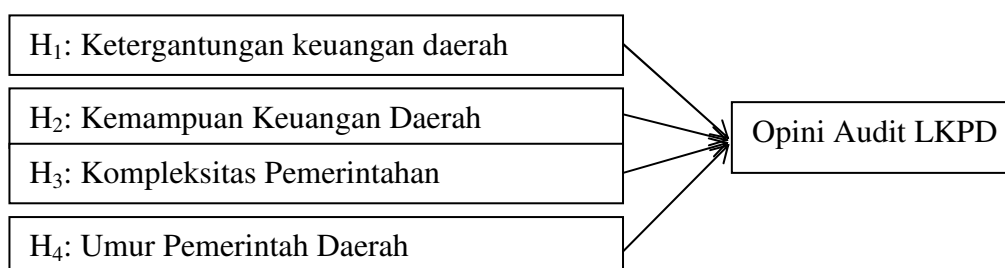 H₁: Ketergantungan keuangan daerah
H₂: Kemampuan Keuangan Daerah
H₃: Kompleksitas Pemerintahan
H₄: Umur Pemerintah Daerah
Opini Audit LKPD